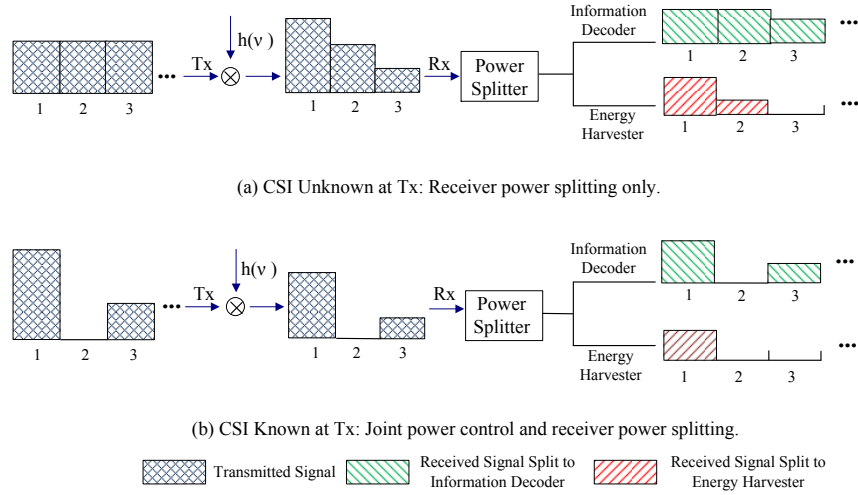 h(ν)
Tx
Rx
Power
Splitter
Information
Decoder
Energy
Harvester
1 2 3 ...
1 2 3
1 2 3 ...
1 2 3 ...
(a) CSI Unknown at Tx: Receiver power splitting only.
h(ν)
Tx
Rx
Power
Splitter
Information
Decoder
Energy
Harvester
1 2 3 ...
1 2 3
1 2 3 ...
1 2 3 ...
(b) CSI Known at Tx: Joint power control and receiver power splitting.
Transmitted Signal
Received Signal Split to
Information Decoder
Received Signal Split to
Energy Harvester